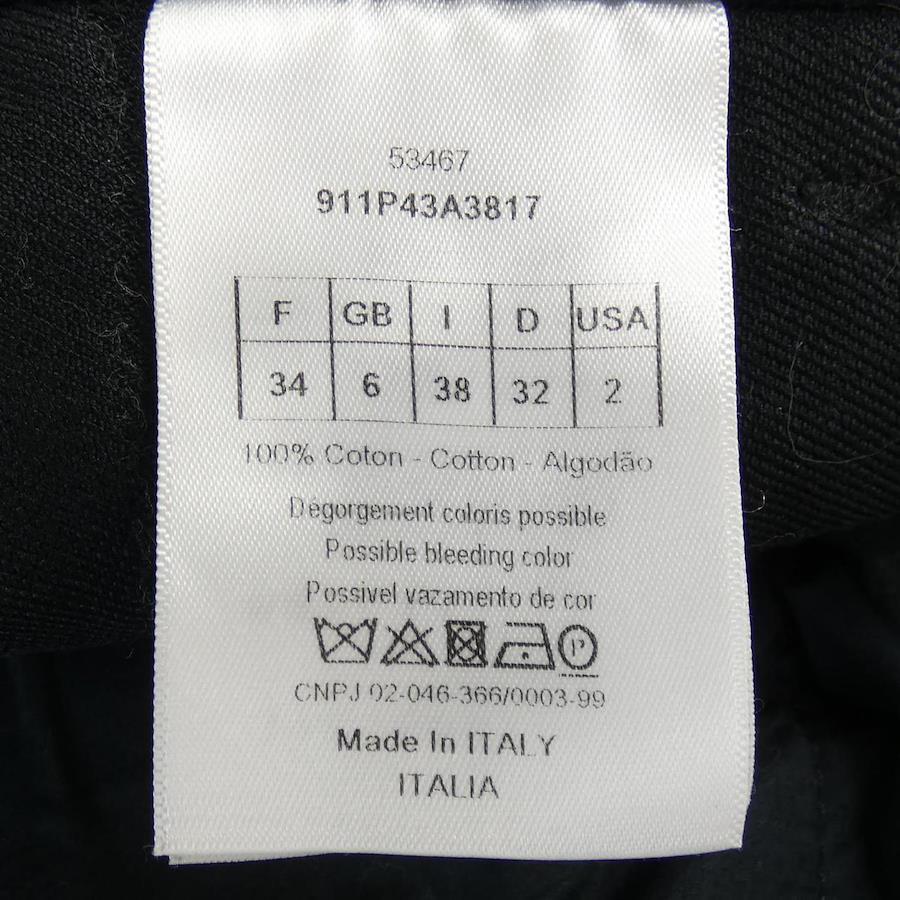 53467
911P43A3817
F GB I D USA
34 6 38 32 2
100% Coton - Cotton - Algodão
Dégorgement coloris possible
Possible bleeding color
Possivel vazamento de cor
P
CNPJ 02-046-366/0003-99
Made In ITALY
ITALIA